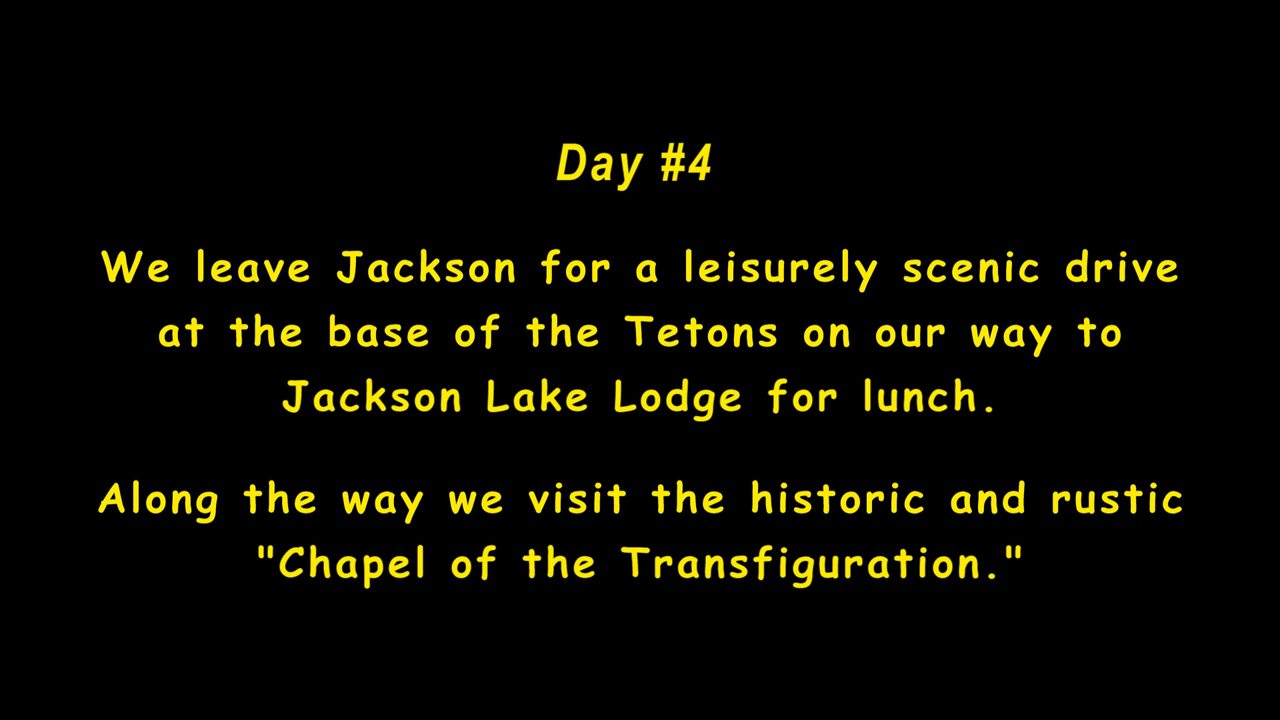 Day #4
We leave Jackson for a leisurely scenic drive
at the base of the Tetons on our way to
Jackson Lake Lodge for lunch.
Along the way we visit the historic and rustic
"Chapel of the Transfiguration."